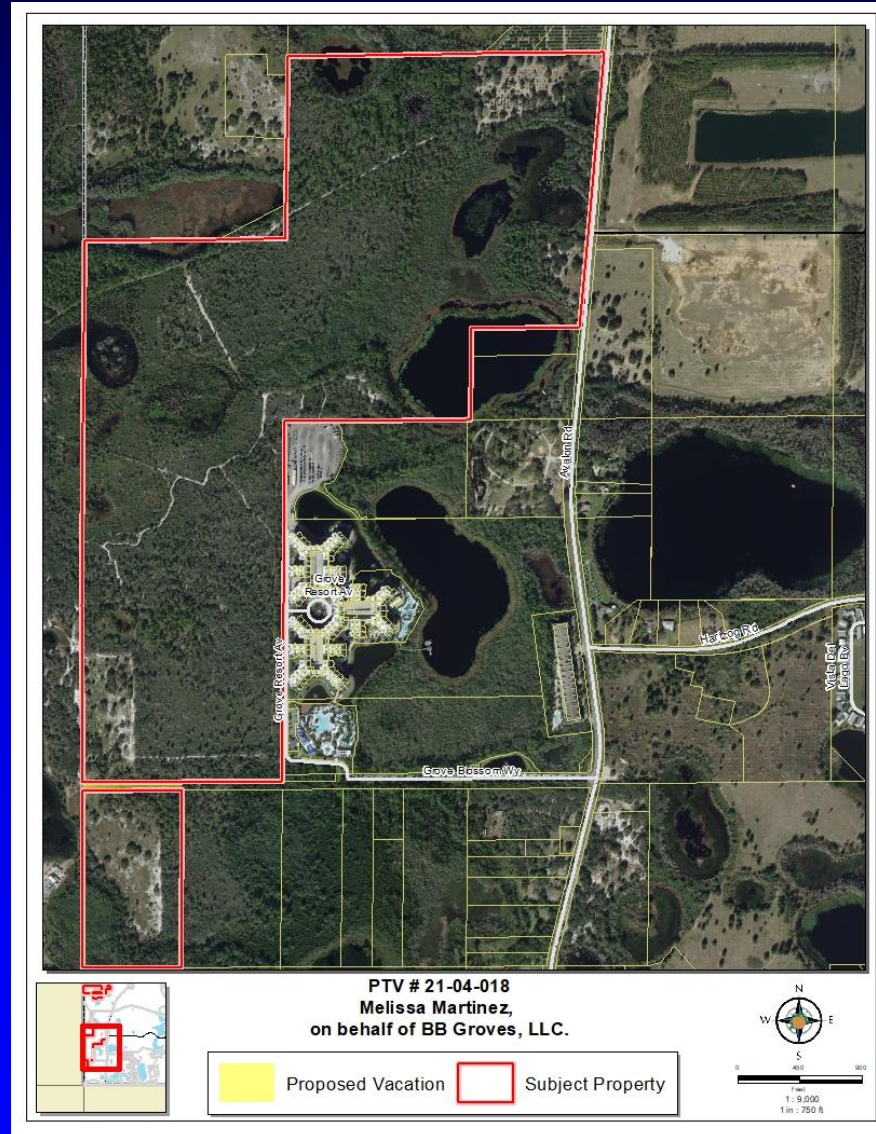 Avalon Rd
Grove
Resort Av
Grove Resort Av
Hartzog Rd
Vista Del
Lago Bv
Grove Blossom Wy
PTV # 21-04-018
Melissa Martinez,
on behalf of BB Groves, LLC.
Proposed Vacation
Subject Property
N
W E
S
0 450 900
Feet
1 : 9,000
1 in : 750 ft